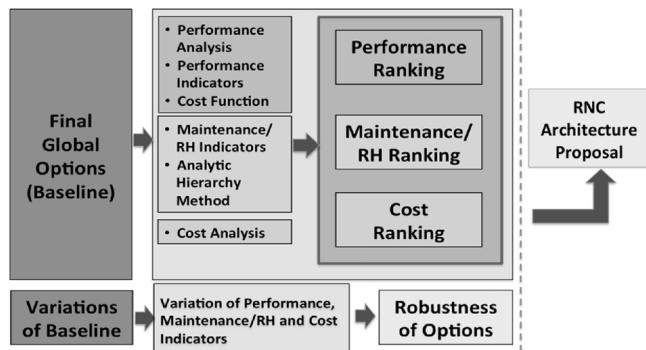 Final
Global
Options
(Baseline)
• Performance
Analysis
• Performance
Indicators
• Cost Function
• Maintenance/
RH Indicators
• Analytic
Hierarchy
Method
• Cost Analysis
Performance
Ranking
Maintenance/
RH Ranking
Cost
Ranking
RNC
Architecture
Proposal
Variations
of Baseline
Variation of Performance,
Maintenance/RH and Cost
Indicators
Robustness
of Options